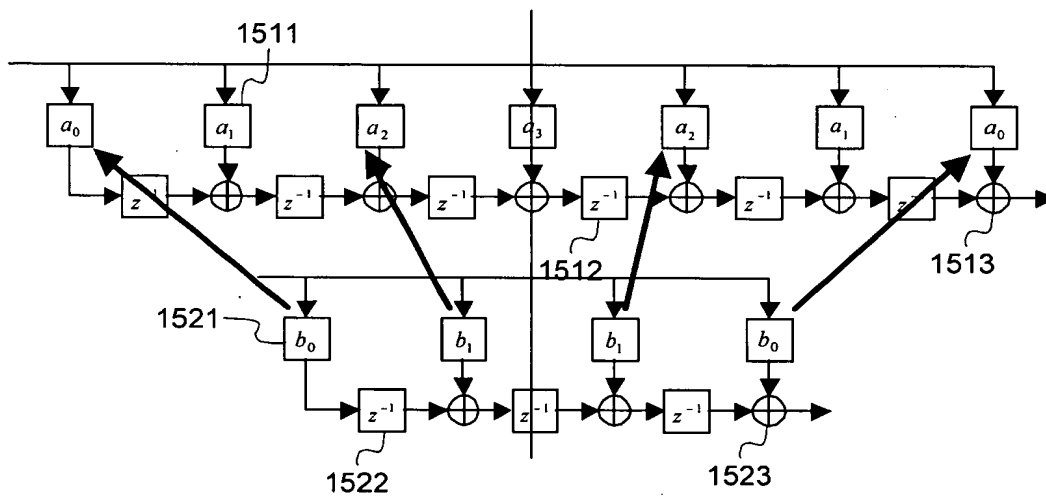 1511
a₀ a₁ a₂ a₃ a₂ a₁ a₀
z⁻¹ z⁻¹ z⁻¹ z⁻¹ z⁻¹ z⁻¹
1512 1513
1521
b₀ b₁ b₁ b₀
z⁻¹ z⁻¹ z⁻¹
1522 1523